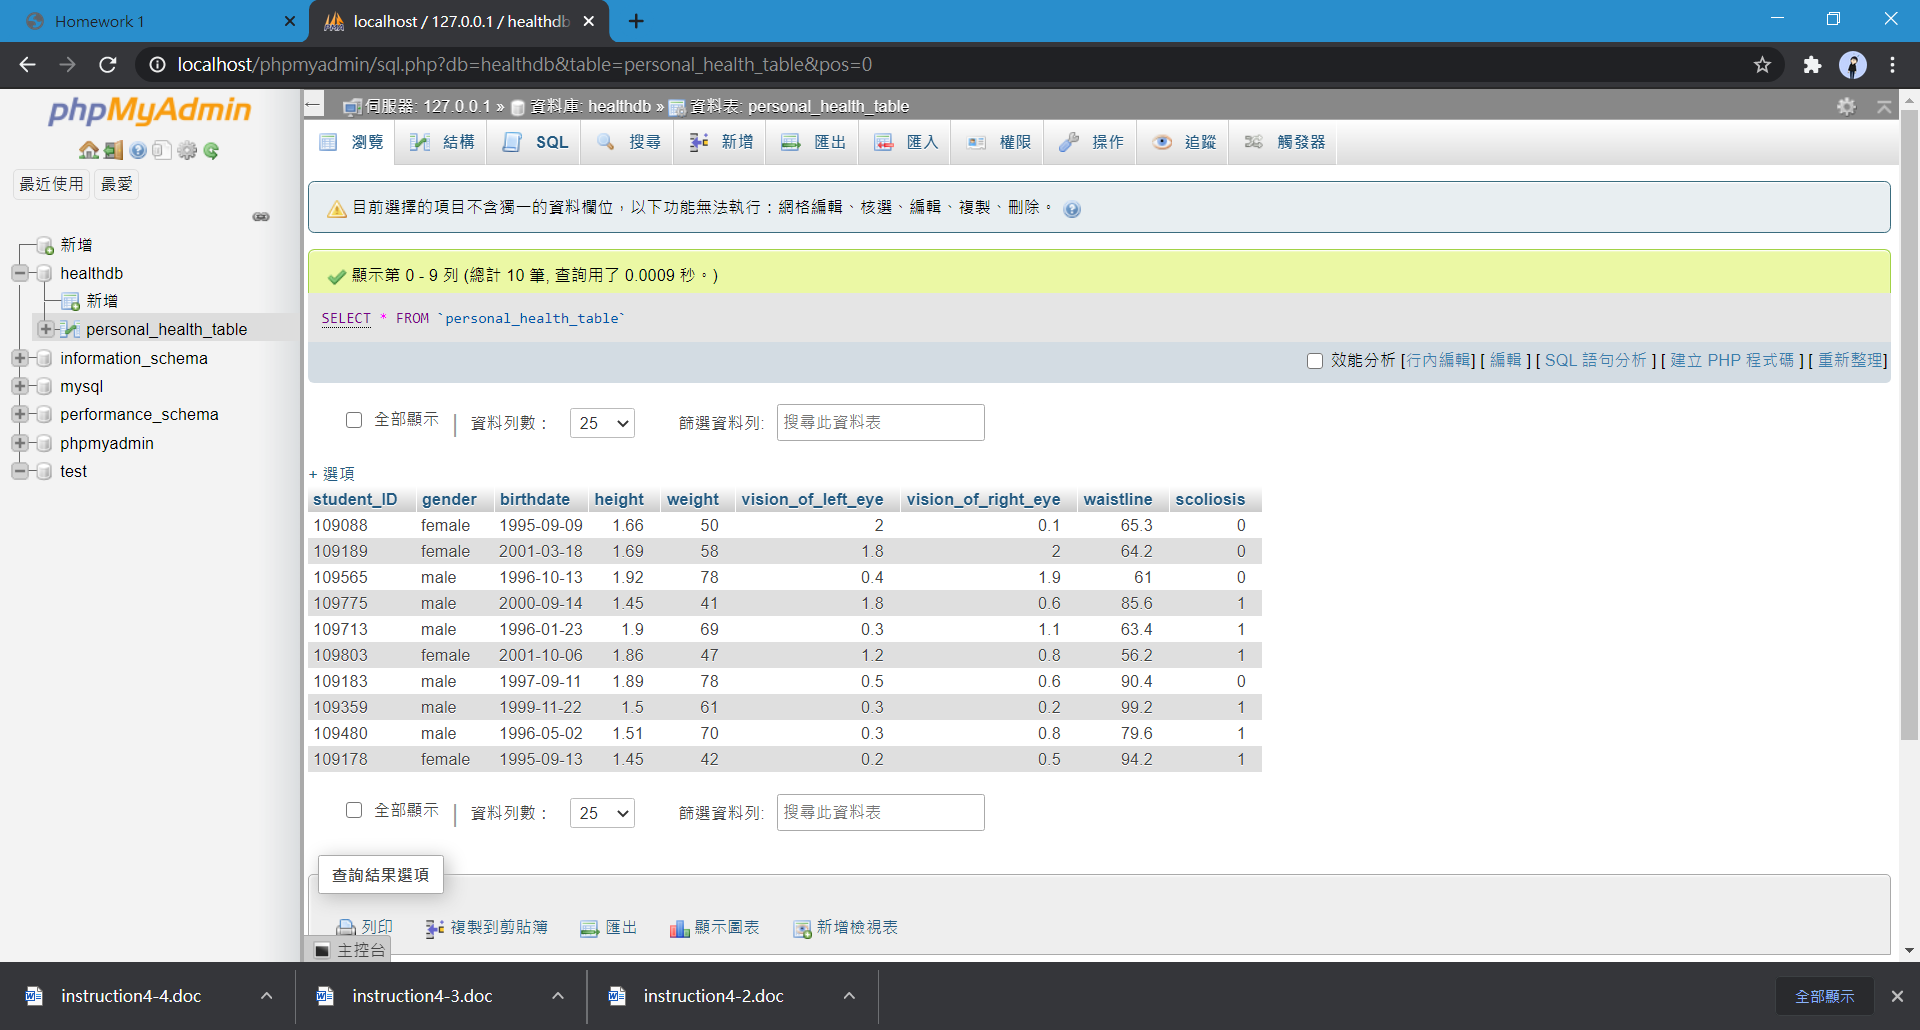 Homework 1
localhost / 127.0.0.1 / healthdb
localhost/phpmyadmin/sql.php?db=healthdb&table=personal_health_table&pos=0
phpMyAdmin
最近使用 最愛
新增
healthdb
新增
personal_health_table
information_schema
mysql
performance_schema
phpmyadmin
test
伺服器: 127.0.0.1 » 資料庫: healthdb » 資料表: personal_health_table
瀏覽 結構 SQL 搜尋 新增 匯出 匯入 權限 操作 追蹤 觸發器
目前選擇的項目不含獨一的資料欄位，以下功能無法執行：網格編輯、核選、編輯、複製、刪除。
顯示第 0 - 9 列 (總計 10 筆, 查詢用了 0.0009 秒。)
SELECT * FROM `personal_health_table`
效能分析 [行內編輯] [ 編輯 ] [ SQL 語句分析 ] [ 建立 PHP 程式碼 ] [ 重新整理]
全部顯示 | 資料列數： 25 篩選資料列: 搜尋此資料表
+ 選項
student_ID gender birthdate height weight vision_of_left_eye vision_of_right_eye waistline scoliosis
109088 female 1995-09-09 1.66 50 2 0.1 65.3 0
109189 female 2001-03-18 1.69 58 1.8 2 64.2 0
109565 male 1996-10-13 1.92 78 0.4 1.9 61 0
109775 male 2000-09-14 1.45 41 1.8 0.6 85.6 1
109713 male 1996-01-23 1.9 69 0.3 1.1 63.4 1
109803 female 2001-10-06 1.86 47 1.2 0.8 56.2 1
109183 male 1997-09-11 1.89 78 0.5 0.6 90.4 0
109359 male 1999-11-22 1.5 61 0.3 0.2 99.2 1
109480 male 1996-05-02 1.51 70 0.3 0.8 79.6 1
109178 female 1995-09-13 1.45 42 0.2 0.5 94.2 1
全部顯示 | 資料列數： 25 篩選資料列: 搜尋此資料表
查詢結果選項
列印 複製到剪貼簿 匯出 顯示圖表 新增檢視表
主控台
instruction4-4.doc instruction4-3.doc instruction4-2.doc 全部顯示